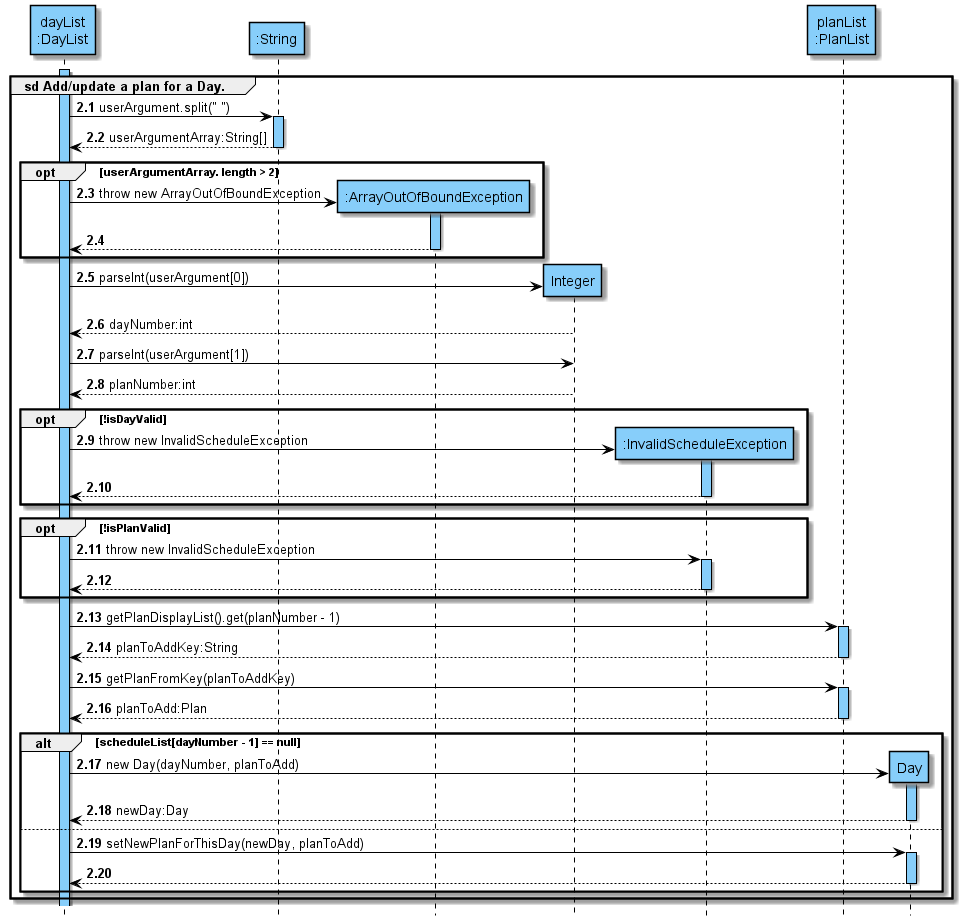 dayList
:DayList
:String
planList
:PlanList
sd Add/update a plan for a Day.
2.1 userArgument.split(" ")
2.2 userArgumentArray:String[]
opt [userArgumentArray. length > 2]
2.3 throw new ArrayOutOfBoundException
:ArrayOutOfBoundException
2.4
2.5 parseInt(userArgument[0])
Integer
2.6 dayNumber:int
2.7 parseInt(userArgument[1])
2.8 planNumber:int
opt [!isDayValid]
2.9 throw new InvalidScheduleException
:InvalidScheduleException
2.10
opt [!isPlanValid]
2.11 throw new InvalidScheduleException
2.12
2.13 getPlanDisplayList().get(planNumber - 1)
2.14 planToAddKey:String
2.15 getPlanFromKey(planToAddKey)
2.16 planToAdd:Plan
alt [scheduleList[dayNumber - 1] == null]
2.17 new Day(dayNumber, planToAdd)
Day
2.18 newDay:Day
2.19 setNewPlanForThisDay(newDay, planToAdd)
2.20